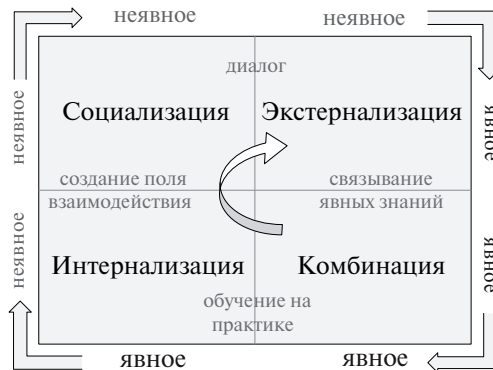 неявное
неявное
неявное
явное
диалог
Социализация
Экстернализация
создание поля
взаимодействия
связывание
явных знаний
неявное
явное
Интернализация
Комбинация
обучение на
практике
явное
явное